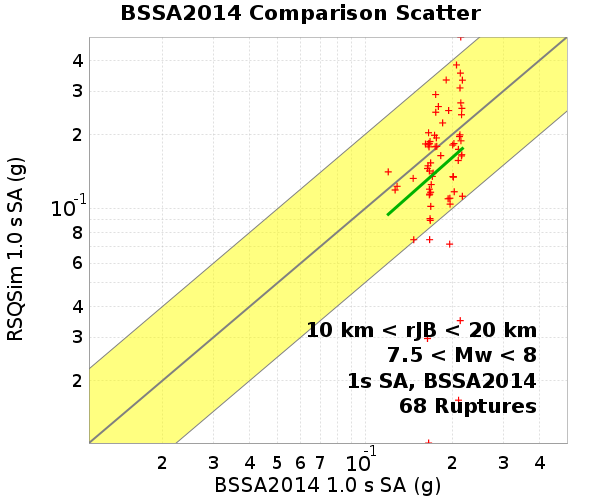 BSSA2014 Comparison Scatter
RSQSim 1.0 s SA (g)
4
3
2
10-1
8
6
4
3
2
10 km < rJB < 20 km
7.5 < Mw < 8
1s SA, BSSA2014
68 Ruptures
2 3 4 5 6 7 10-1 2 3 4
BSSA2014 1.0 s SA (g)